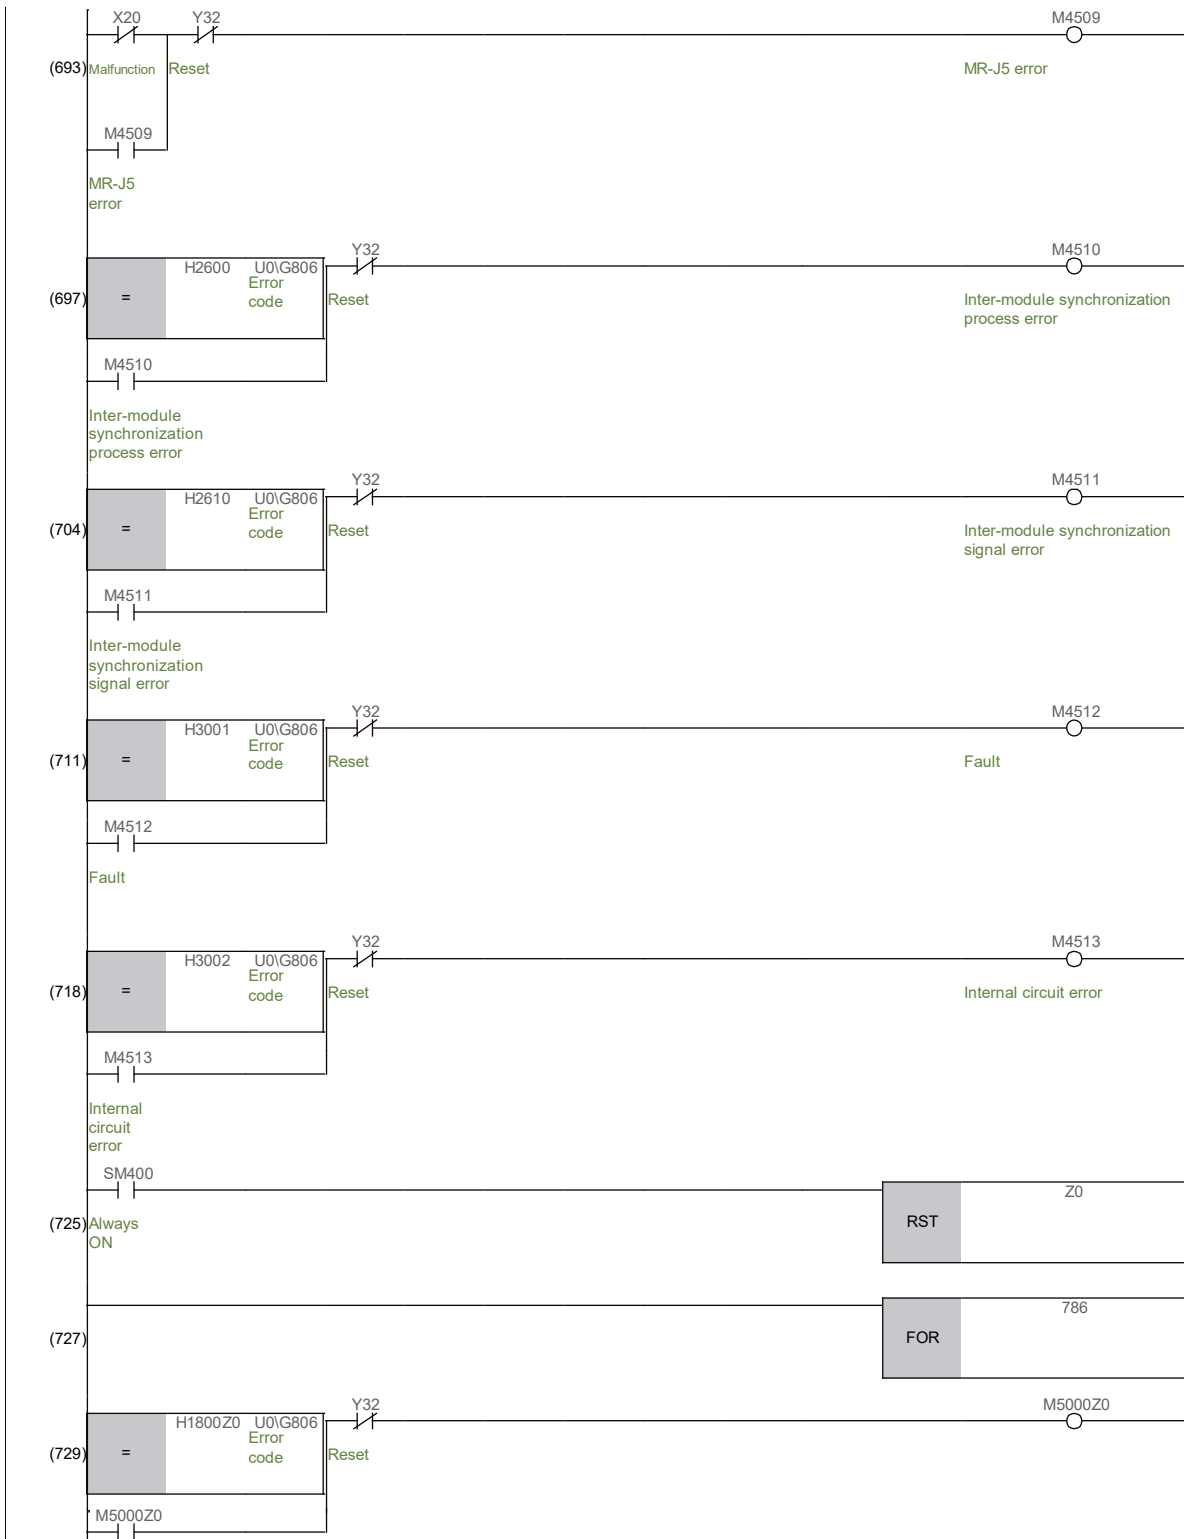 X20 Y32 M4509
(693) Malfunction Reset MR-J5 error
M4509
MR-J5
error
Y32 M4510
H2600 U0\G806
Error
(697) = code Reset Inter-module synchronization
process error
M4510
Inter-module
synchronization
process error
Y32 M4511
H2610 U0\G806
Error
(704) = code Reset Inter-module synchronization
signal error
M4511
Inter-module
synchronization
signal error
Y32 M4512
H3001 U0\G806
Error
(711) = code Reset Fault
M4512
Fault
Y32 M4513
H3002 U0\G806
Error
(718) = code Reset Internal circuit error
M4513
Internal
circuit
error
SM400
Z0
(725) Always RST
ON
786
(727) FOR
Y32 M5000Z0
H1800Z0 U0\G806
Error
(729) = code Reset
M5000Z0